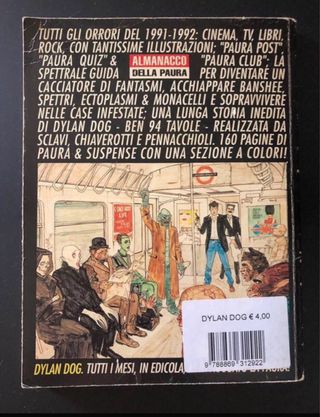 TUTTI GLI ORRORI DEL 1991-1992: CINEMA, TV, LIBRI,
ROCK, CON TANTISSIME ILLUSTRAZIONI; "PAURA POST",
"PAURA QUIZ" & ALMANACCO "PAURA CLUB"; LA
SPETTRALE GUIDA DELLA PAURA PER DIVENTARE UN
CACCIATORE DI FANTASMI, ACCHIAPPARE BANSHEE,
SPETTRI, ECTOPLASMI & MONACELLI E SOPRAVVIVERE
NELLE CASE INFESTATE; UNA LUNGA STORIA INEDITA
DI DYLAN DOG - BEN 94 TAVOLE - REALIZZATA DA
SCLAVI, CHIAVEROTTI E PENNACCHIOLI. 160 PAGINE DI
PAURA & SUSPENSE CON UNA SEZIONE A COLORI!
DYLAN DOG € 4,00
9 788869 312922
DYLAN DOG. TUTTI I MESI, IN EDICOLA,